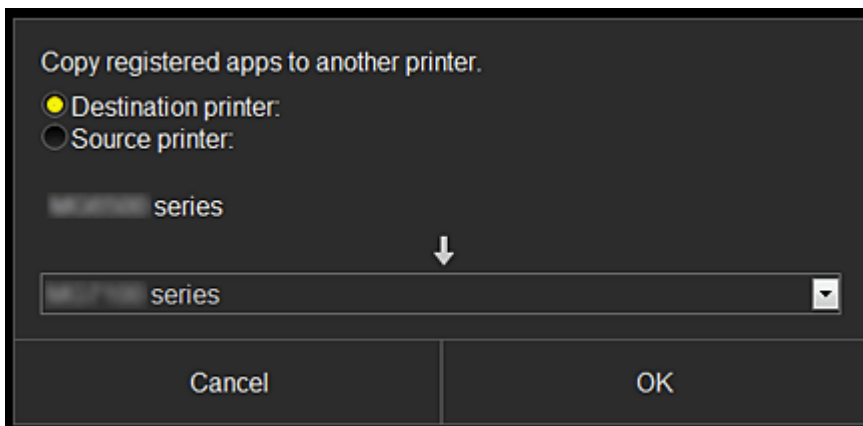 Copy registered apps to another printer.
Destination printer:
Source printer:
series
series
Cancel
OK